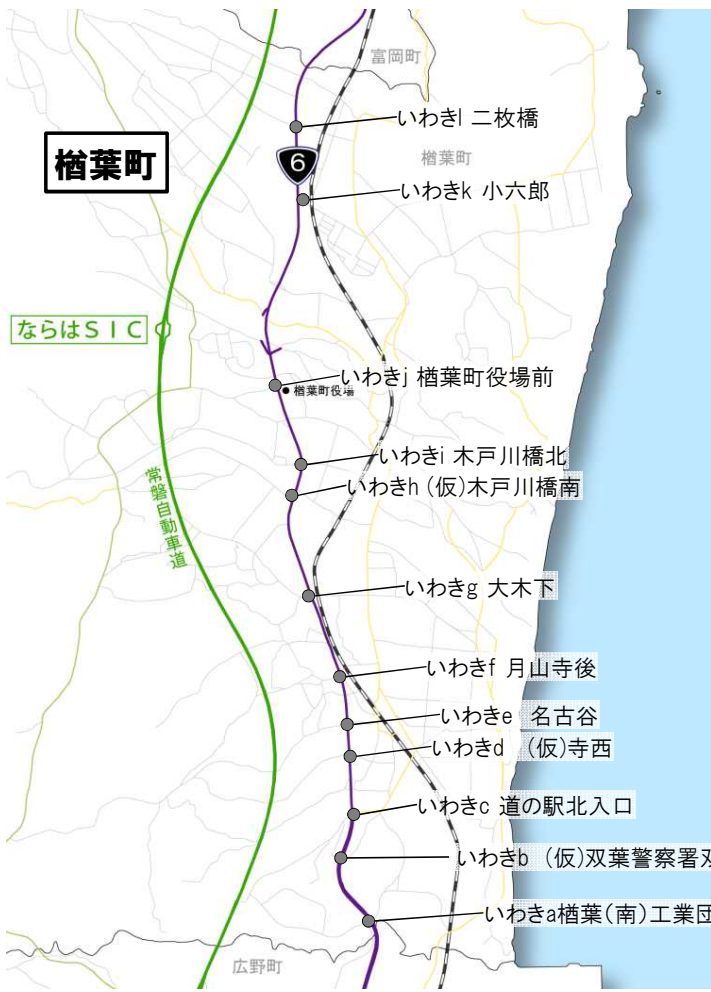 富岡町
いわきl 二枚橋
楢葉町
6
楢葉町
いわきk 小六郎
ならはＳＩＣ
いわきj 楢葉町役場前
楢葉町役場
いわきi 木戸川橋北
いわきh (仮)木戸川橋南
常磐自動車道
いわきg 大木下
いわきf 月山寺後
いわきe 名古谷
いわきd (仮)寺西
いわきc 道の駅北入口
いわきb (仮)双葉警察署
いわきa楢葉(南)工業団
広野町